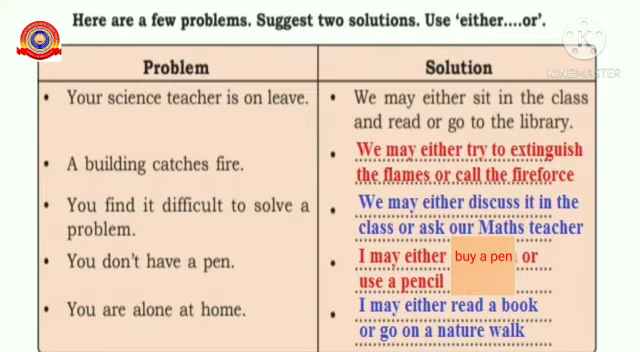 Here are a few problems. Suggest two solutions. Use ‘either....or’.
KINEMASTER
Problem
Solution
• Your science teacher is on leave.
• We may either sit in the class
and read or go to the library.
• A building catches fire.
• We may either try to extinguish
the flames or call the fireforce
• You find it difficult to solve a
problem.
• We may either discuss it in the
class or ask our Maths teacher
• You don't have a pen.
• I may either buy a pen or
use a pencil
• You are alone at home.
• I may either read a book
or go on a nature walk